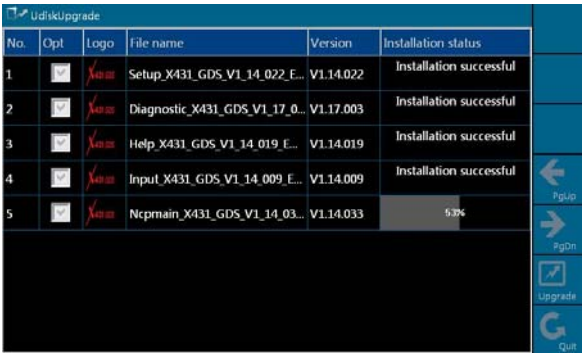 UdiskUpgrade
No. Opt Logo File name Version Installation status
1 Setup_X431_GDS_V1_14_022_E... V1.14.022 Installation successful
2 Diagnostic_X431_GDS_V1_17_0... V1.17.003 Installation successful
3 Help_X431_GDS_V1_14_019_E... V1.14.019 Installation successful
4 Input_X431_GDS_V1_14_009_E... V1.14.009 Installation successful
5 Ncpmain_X431_GDS_V1_14_03... V1.14.033 53%
PgUp
PgDn
Upgrade
Quit